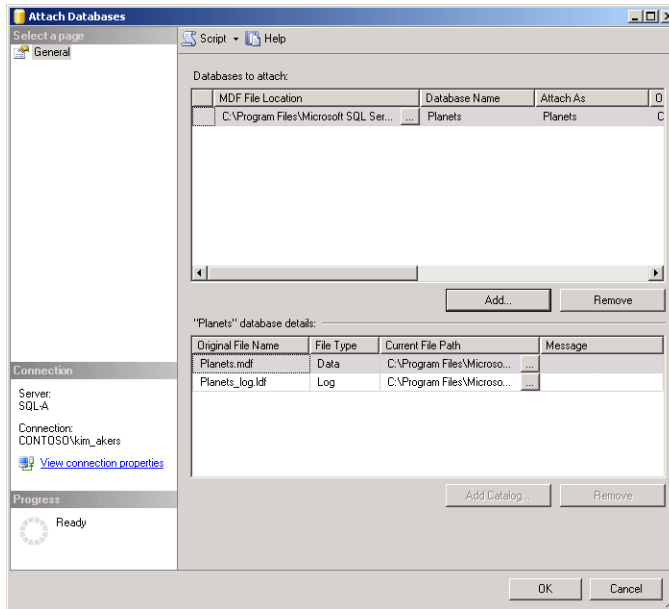 Attach Databases
Select a page
General
Script Help
Databases to attach:
MDF File Location Database Name Attach As O
C:\Program Files\Microsoft SQL Ser... ... Planets Planets C
Add... Remove
"Planets" database details:
Original File Name File Type Current File Path Message
Planets.mdf Data C:\Program Files\Microso... ...
Planets_log.ldf Log C:\Program Files\Microso... ...
Add Catalog... Remove
Connection
Server:
SQL-A
Connection:
CONTOSO\kim_akers
View connection properties
Progress
Ready
OK Cancel